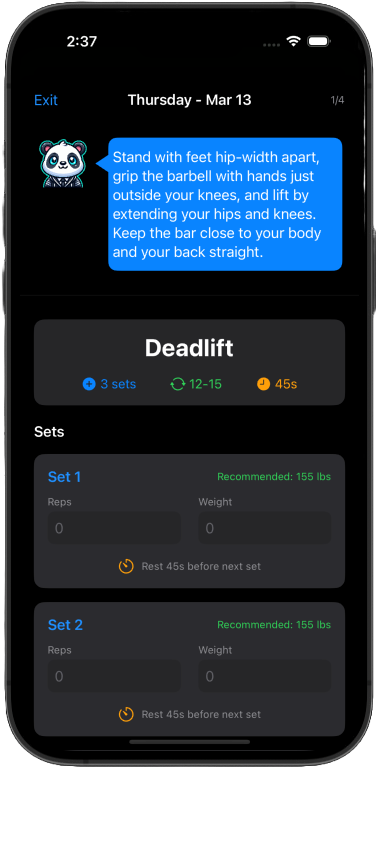 2:37
Exit Thursday - Mar 13 1/4
Stand with feet hip-width apart,
grip the barbell with hands just
outside your knees, and lift by
extending your hips and knees.
Keep the bar close to your body
and your back straight.
Deadlift
3 sets 12-15 45s
Sets
Set 1 Recommended: 155 lbs
Reps Weight
0 0
Rest 45s before next set
Set 2 Recommended: 155 lbs
Reps Weight
0 0
Rest 45s before next set